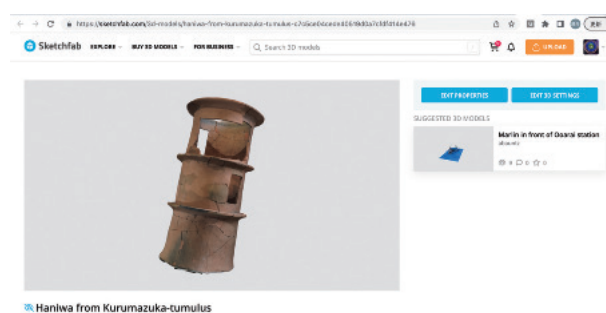 Sketchfab EXPLORE BUY 3D MODELS FOR BUSINESS Search 3D models UPLOAD
EDIT PROPERTIES EDIT 3D SETTINGS
SUGGESTED 3D MODELS
Marlin in front of Doarai station
Haniwa from Kurumazuka-tumulus